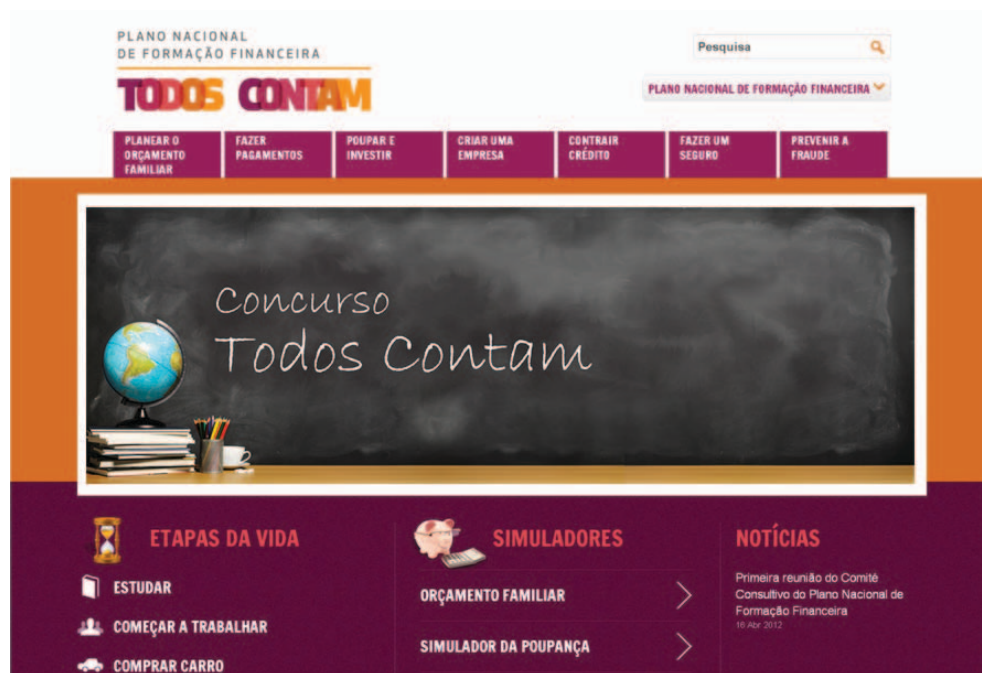 PLANO NACIONAL
DE FORMAÇÃO FINANCEIRA
TODOS CONTAM
Pesquisa
PLANO NACIONAL DE FORMAÇÃO FINANCEIRA
PLANEAR O
ORÇAMENTO
FAMILIAR
FAZER
PAGAMENTOS
POUPAR E
INVESTIR
CRIAR UMA
EMPRESA
CONTRAIR
CRÉDITO
FAZER UM
SEGURO
PREVENIR A
FRAUDE
Concurso
Todos Contam
ETAPAS DA VIDA
ESTUDAR
COMEÇAR A TRABALHAR
COMPRAR CARRO
SIMULADORES
ORÇAMENTO FAMILIAR
SIMULADOR DA POUPANÇA
NOTÍCIAS
Primeira reunião do Comité
Consultivo do Plano Nacional de
Formação Financeira
16 Abr 2012